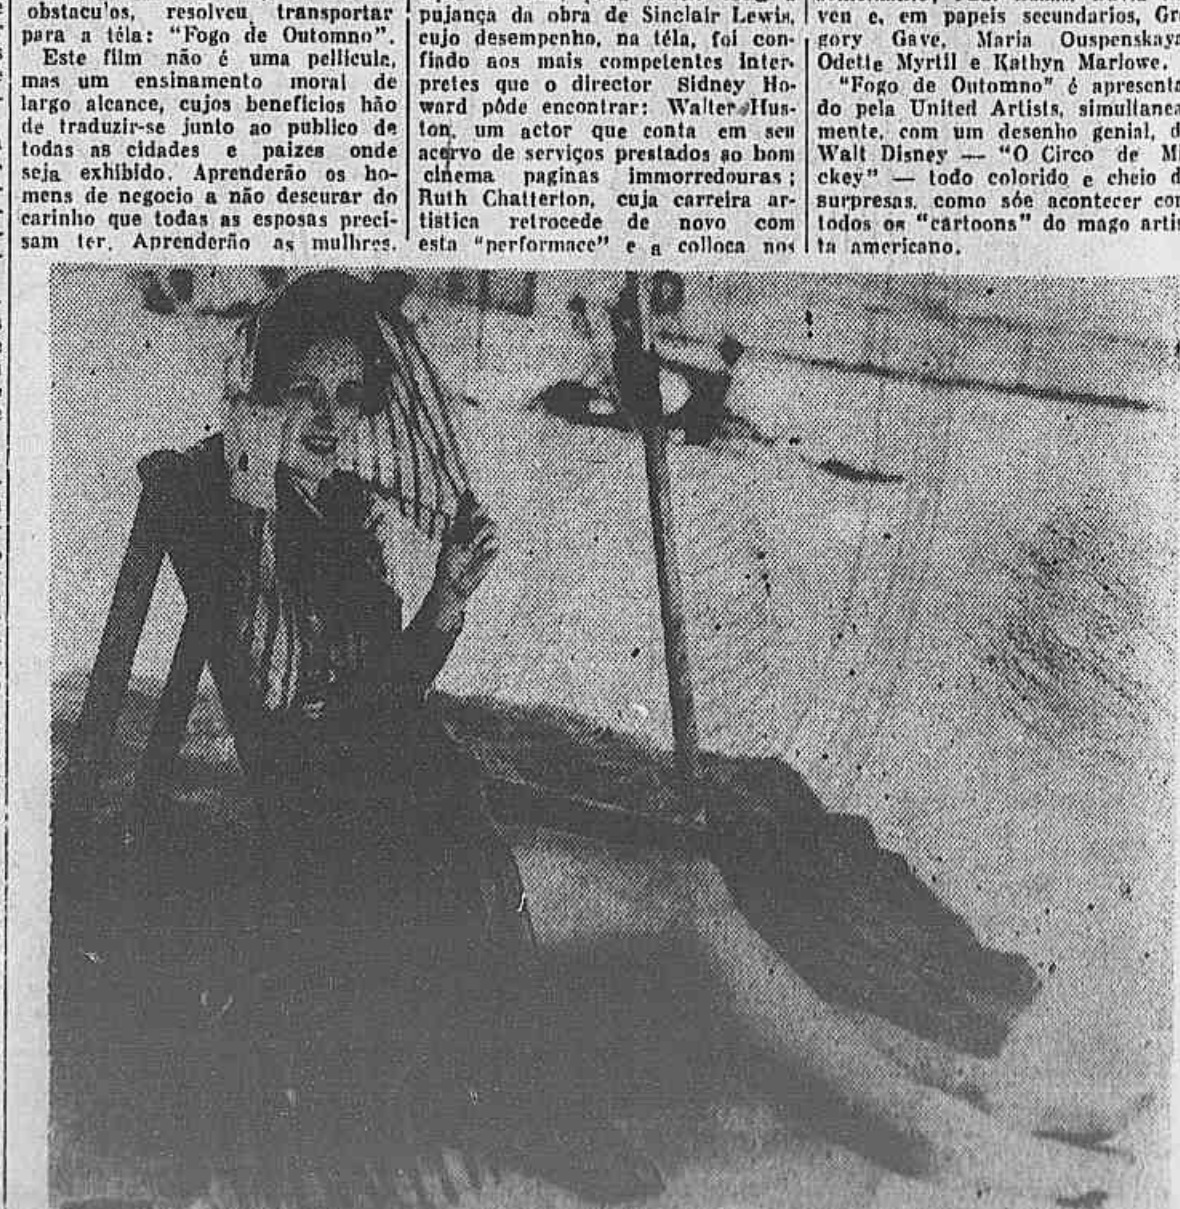 obstacu'os, resolveu transportar
para a téla: "Fogo de Outomno".
Este film não é uma pellicula,
mas um ensinamento moral de
largo alcance, cujos beneficios hão
de traduzir-se junto ao publico de
todas as cidades e paizes onde
seja exhibido. Aprenderão os ho-
mens de negocio a não descurar do
carinho que todas as esposas preci-
sam ter. Aprenderão as mulhres,
pujança da obra de Sinclair Lewis,
cujo desempenho, na téla, foi con-
fiado aos mais competentes inter-
pretes que o director Sidney Ho-
ward pôde encontrar: Walter Hus-
ton, um actor que conta em seu
acervo de serviços prestados ao bom
cinema paginas immorredouras;
Ruth Chatterton, cuja carreira ar-
tistica retrocede de novo com
esta "performace" e a colloca nos
ven e, em papeis secundarios, Gre
gory Gave, Maria Ouspenskaya
Odette Myrtil e Kathyn Marlowe.
"Fogo de Outomno" é apresenta
do pela United Artists, simultanea
mente, com um desenho genial, d
Walt Disney — "O Circo de Mi
ckey" — todo colorido e cheio d
surpresas, como sóe acontecer con
todos os "cartoons" do mago artis
ta americano.